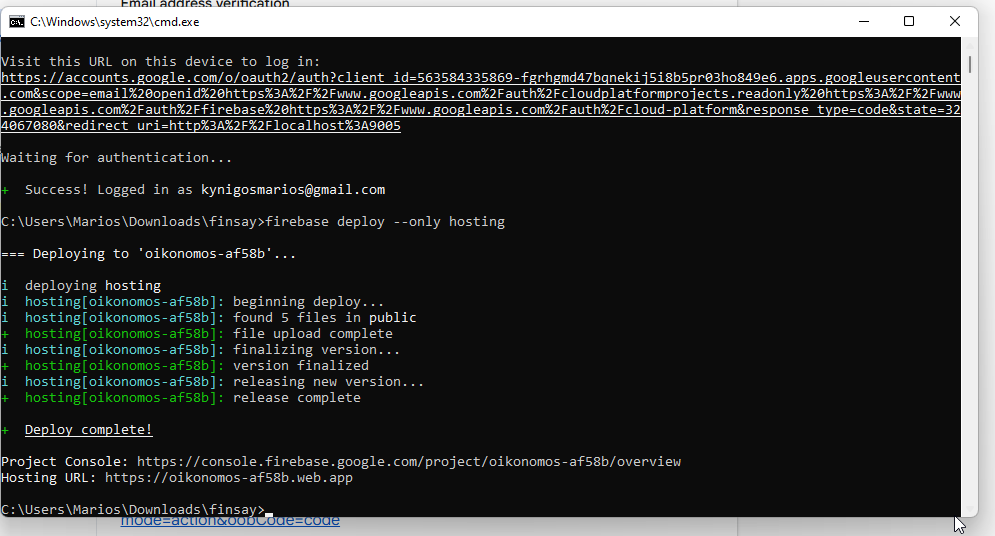 Email address verification
C:\Windows\system32\cmd.exe
Visit this URL on this device to log in:
https://accounts.google.com/o/oauth2/auth?client_id=563584335869-fgrhgmd47bqnekij5i8b5pr03ho849e6.apps.googleusercontent
.com&scope=email%20openid%20https%3A%2F%2Fwww.googleapis.com%2Fauth%2Fcloudplatformprojects.readonly%20https%3A%2F%2Fwww
.googleapis.com%2Fauth%2Ffirebase%20https%3A%2F%2Fwww.googleapis.com%2Fauth%2Fcloud-platform&response_type=code&state=32
4067080&redirect_uri=http%3A%2F%2Flocalhost%3A9005
Waiting for authentication...
+  Success! Logged in as kynigosmarios@gmail.com
C:\Users\Marios\Downloads\finsay>firebase deploy --only hosting
=== Deploying to 'oikonomos-af58b'...
i  deploying hosting
i  hosting[oikonomos-af58b]: beginning deploy...
i  hosting[oikonomos-af58b]: found 5 files in public
+  hosting[oikonomos-af58b]: file upload complete
i  hosting[oikonomos-af58b]: finalizing version...
+  hosting[oikonomos-af58b]: version finalized
i  hosting[oikonomos-af58b]: releasing new version...
+  hosting[oikonomos-af58b]: release complete
+  Deploy complete!
Project Console: https://console.firebase.google.com/project/oikonomos-af58b/overview
Hosting URL: https://oikonomos-af58b.web.app
C:\Users\Marios\Downloads\finsay>
mode=action&oobCode=code